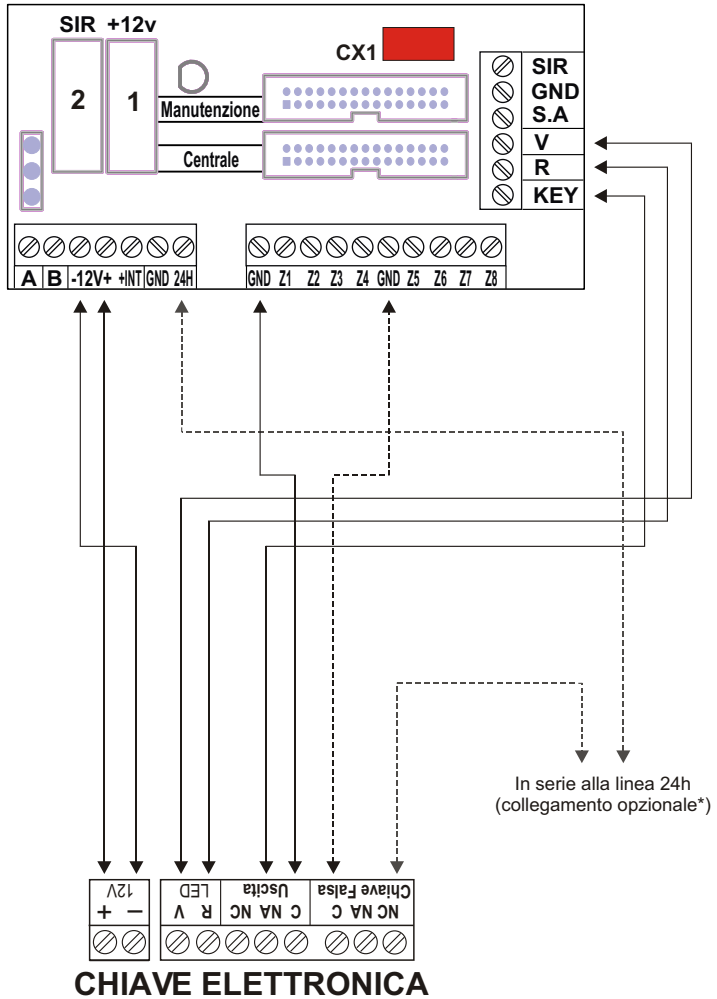 SIR +12v
CX1
2 1
Manutenzione
Centrale
SIR
GND
S.A
V
R
KEY
A B -12V+ +INT GND 24H
GND Z1 Z2 Z3 Z4 GND Z5 Z6 Z7 Z8
In serie alla linea 24h
(collegamento opzionale*)
12V LED Uscita Chiave Falsa
+ - V R NC NA C C NA NC
CHIAVE ELETTRONICA